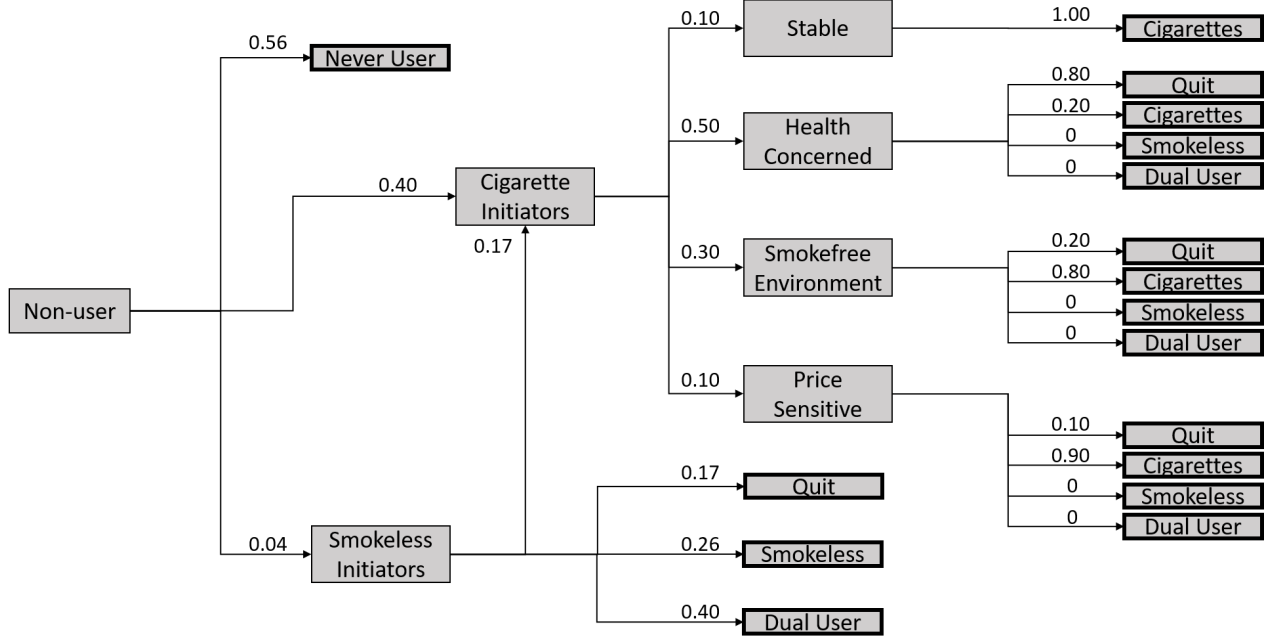 0.10
Stable
1.00
Cigarettes
0.56
Never User
0.80
Quit
0.20
Cigarettes
0.50
Health
Concerned
0
Smokeless
0
Dual User
0.40
Cigarette
Initiators
0.17
0.30
Smokefree
Environment
0.20
Quit
0.80
Cigarettes
0
Smokeless
0
Dual User
Non-user
0.10
Price
Sensitive
0.10
Quit
0.90
Cigarettes
0
Smokeless
0
Dual User
0.04
Smokeless
Initiators
0.17
Quit
0.26
Smokeless
0.40
Dual User